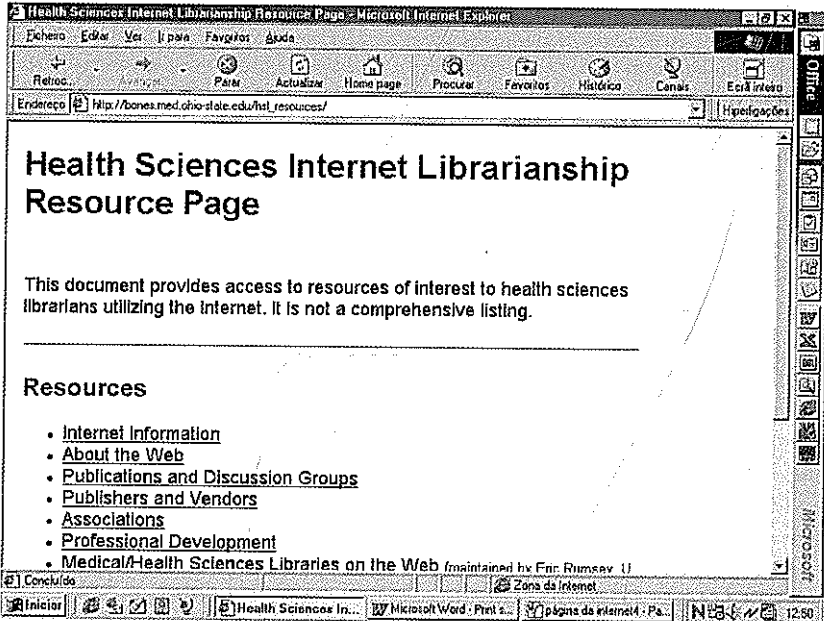 Health Sciences Internet Librarianship Resource Page - Microsoft Internet Explorer
Ficheiro Editar Ver Ir para Favoritos Ajuda
Retroc... Avançar Parar Actualizar Home page Procurar Favoritos Histórico Canais Ecrã inteiro
Endereço http://bones.med.ohio-state.edu/hsl_resources/ Hiperligações
Office
Health Sciences Internet Librarianship
Resource Page
This document provides access to resources of interest to health sciences
librarians utilizing the Internet. It is not a comprehensive listing.
Resources
• Internet Information
• About the Web
• Publications and Discussion Groups
• Publishers and Vendors
• Associations
• Professional Development
• Medical/Health Sciences Libraries on the Web (maintained by Eric Rumsey, U
Microsoft
Concluído Zona da Internet
Iniciar Health Sciences In... Microsoft Word - Print s... página da internet4 - Pa... 12:50